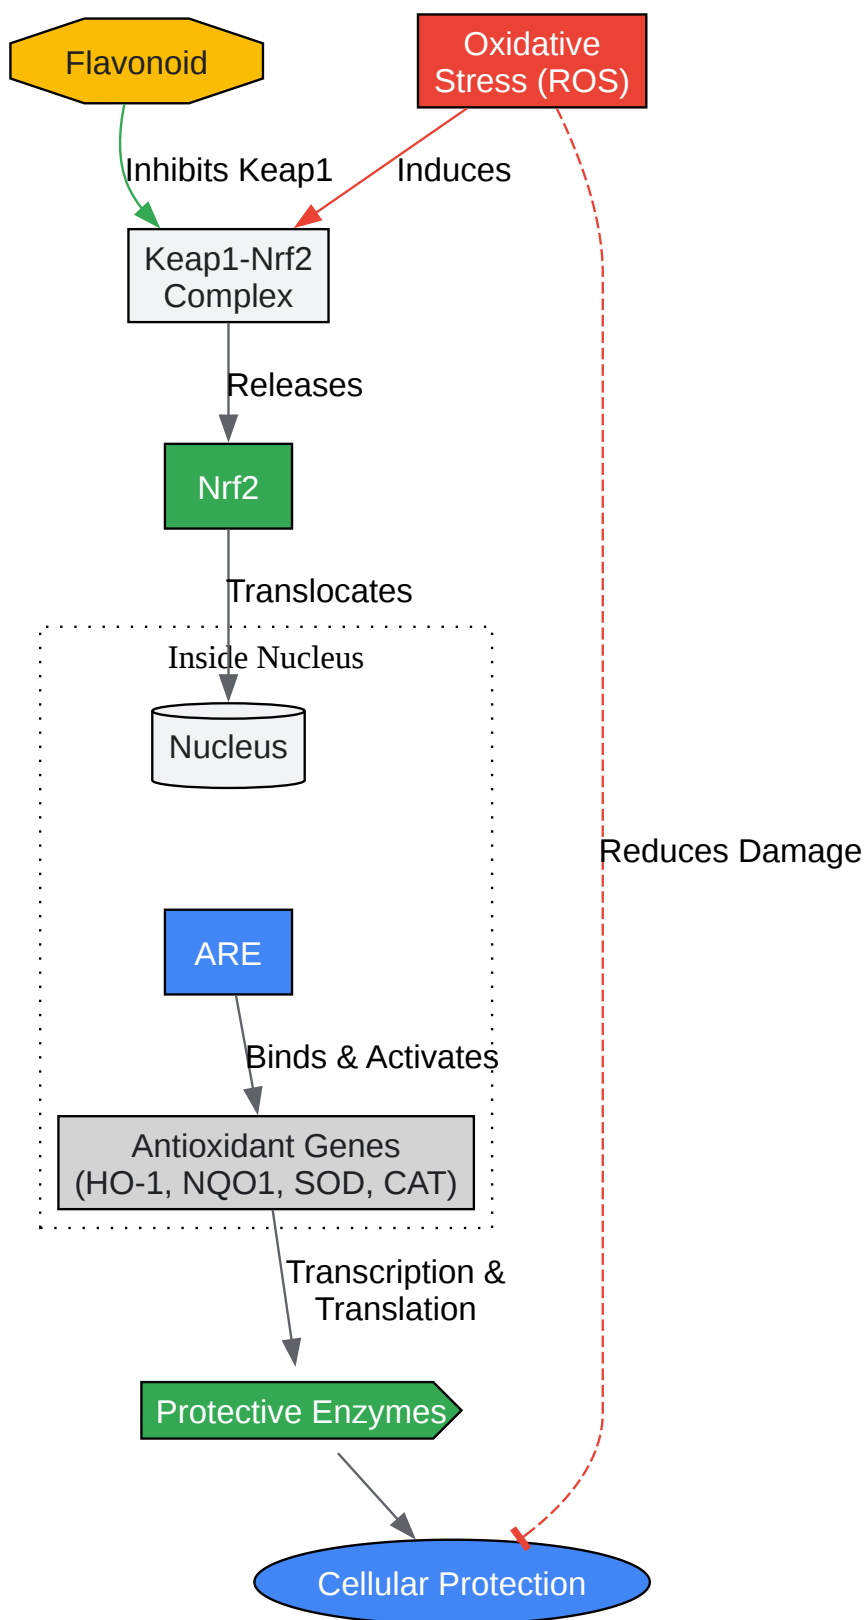 Flavonoid
Oxidative
Stress (ROS)
Inhibits Keap1
Induces
Keap1-Nrf2
Complex
Releases
Nrf2
Translocates
Inside Nucleus
Nucleus
Reduces Damage
ARE
Binds & Activates
Antioxidant Genes
(HO-1, NQO1, SOD, CAT)
Transcription &
Translation
Protective Enzymes
Cellular Protection